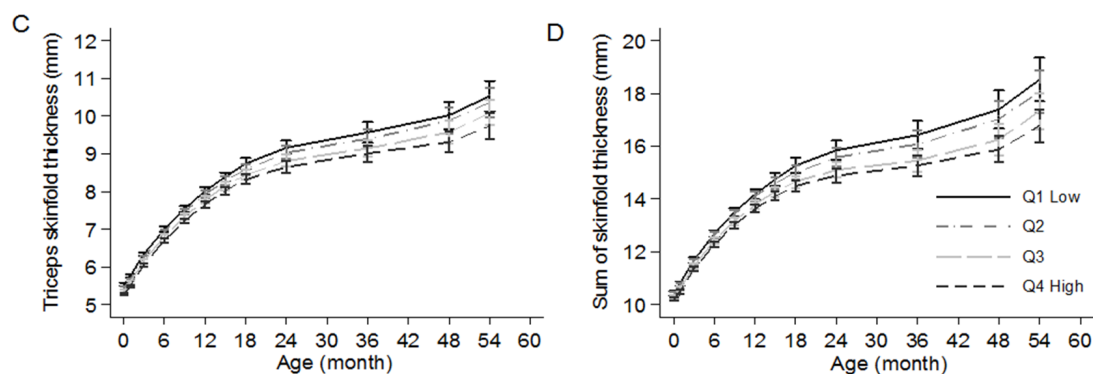 C
Triceps skinfold thickness (mm)
12
11
10
9
8
7
6
5
0 6 12 18 24 30 36 42 48 54 60
Age (month)
D
Sum of skinfold thickness (mm)
20
18
16
14
12
10
Q1 Low
Q2
Q3
Q4 High
0 6 12 18 24 30 36 42 48 54 60
Age (month)